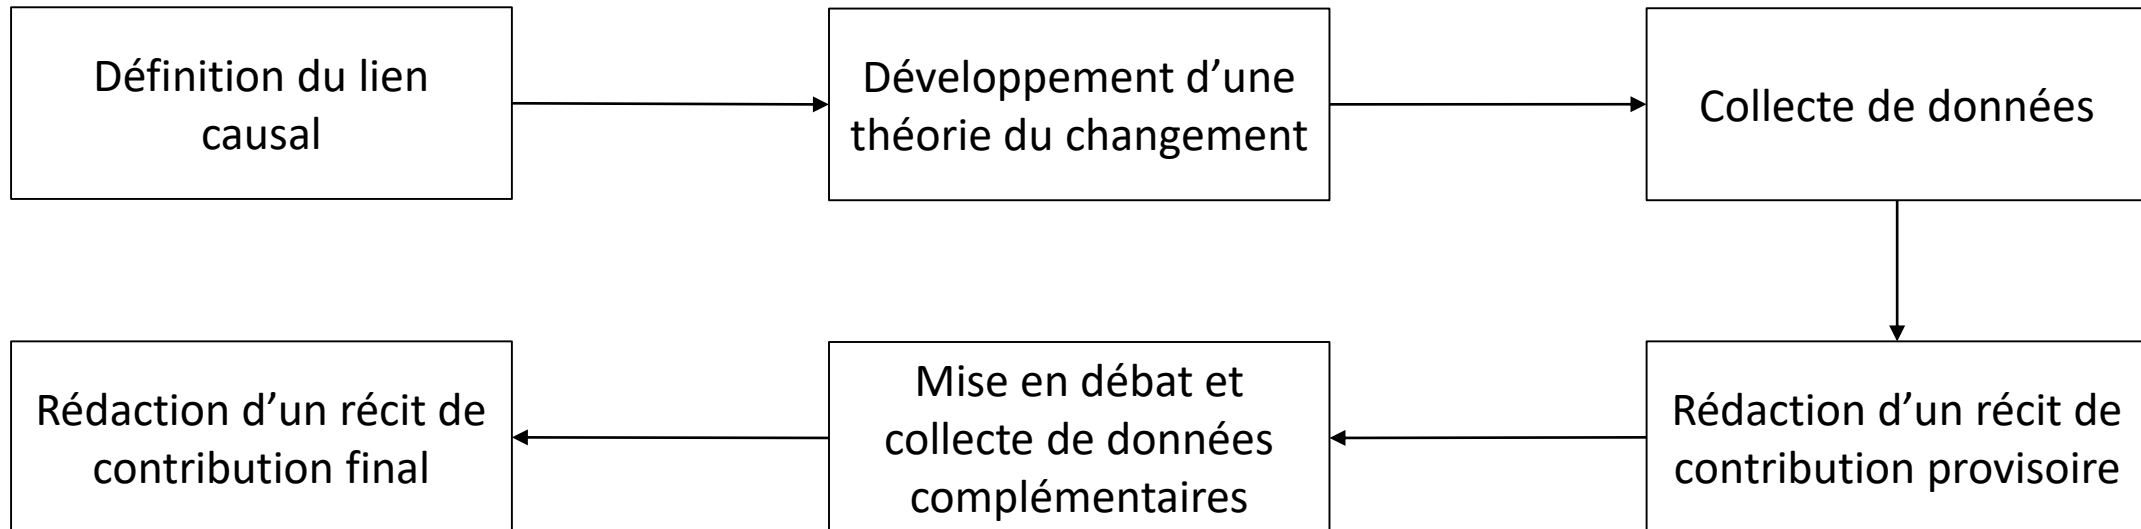 Définition du lien
causal
Développement d’une
théorie du changement
Collecte de données
Rédaction d’un récit de
contribution provisoire
Mise en débat et
collecte de données
complémentaires
Rédaction d’un récit de
contribution final